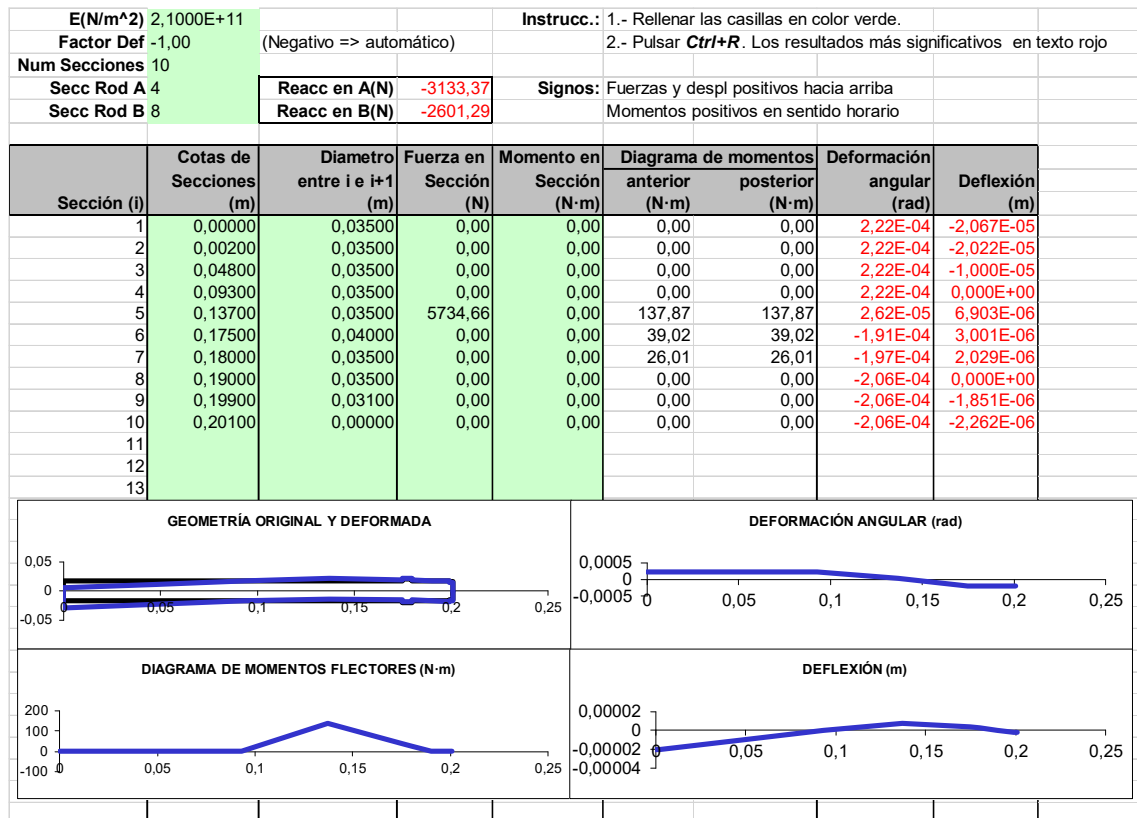 E(N/m^2) 2,1000E+11 Instrucc.: 1.- Rellenar las casillas en color verde.
Factor Def -1,00 (Negativo => automático) 2.- Pulsar Ctrl+R. Los resultados más significativos en texto rojo
Num Secciones 10
Secc Rod A 4 Reacc en A(N) -3133,37 Signos: Fuerzas y despl positivos hacia arriba
Secc Rod B 8 Reacc en B(N) -2601,29 Momentos positivos en sentido horario
Cotas de Diametro Fuerza en Momento en Diagrama de momentos Deformación
Secciones entre i e i+1 Sección Sección anterior posterior angular Deflexión
Sección (i) (m) (m) (N) (N·m) (N·m) (N·m) (rad) (m)
1 0,00000 0,03500 0,00 0,00 0,00 0,00 2,22E-04 -2,067E-05
2 0,00200 0,03500 0,00 0,00 0,00 0,00 2,22E-04 -2,022E-05
3 0,04800 0,03500 0,00 0,00 0,00 0,00 2,22E-04 -1,000E-05
4 0,09300 0,03500 0,00 0,00 0,00 0,00 2,22E-04 0,000E+00
5 0,13700 0,03500 5734,66 0,00 137,87 137,87 2,62E-05 6,903E-06
6 0,17500 0,04000 0,00 0,00 39,02 39,02 -1,91E-04 3,001E-06
7 0,18000 0,03500 0,00 0,00 26,01 26,01 -1,97E-04 2,029E-06
8 0,19000 0,03500 0,00 0,00 0,00 0,00 -2,06E-04 0,000E+00
9 0,19900 0,03100 0,00 0,00 0,00 0,00 -2,06E-04 -1,851E-06
10 0,20100 0,00000 0,00 0,00 0,00 0,00 -2,06E-04 -2,262E-06
11
12
13
GEOMETRÍA ORIGINAL Y DEFORMADA
0,05
0
-0,05
0 0,05 0,1 0,15 0,2 0,25
DEFORMACIÓN ANGULAR (rad)
0,0005
0
-0,0005
0 0,05 0,1 0,15 0,2 0,25
DIAGRAMA DE MOMENTOS FLECTORES (N·m)
200
100
0
-100
0 0,05 0,1 0,15 0,2 0,25
DEFLEXIÓN (m)
0,00002
0
-0,00002
-0,00004
0 0,05 0,1 0,15 0,2 0,25